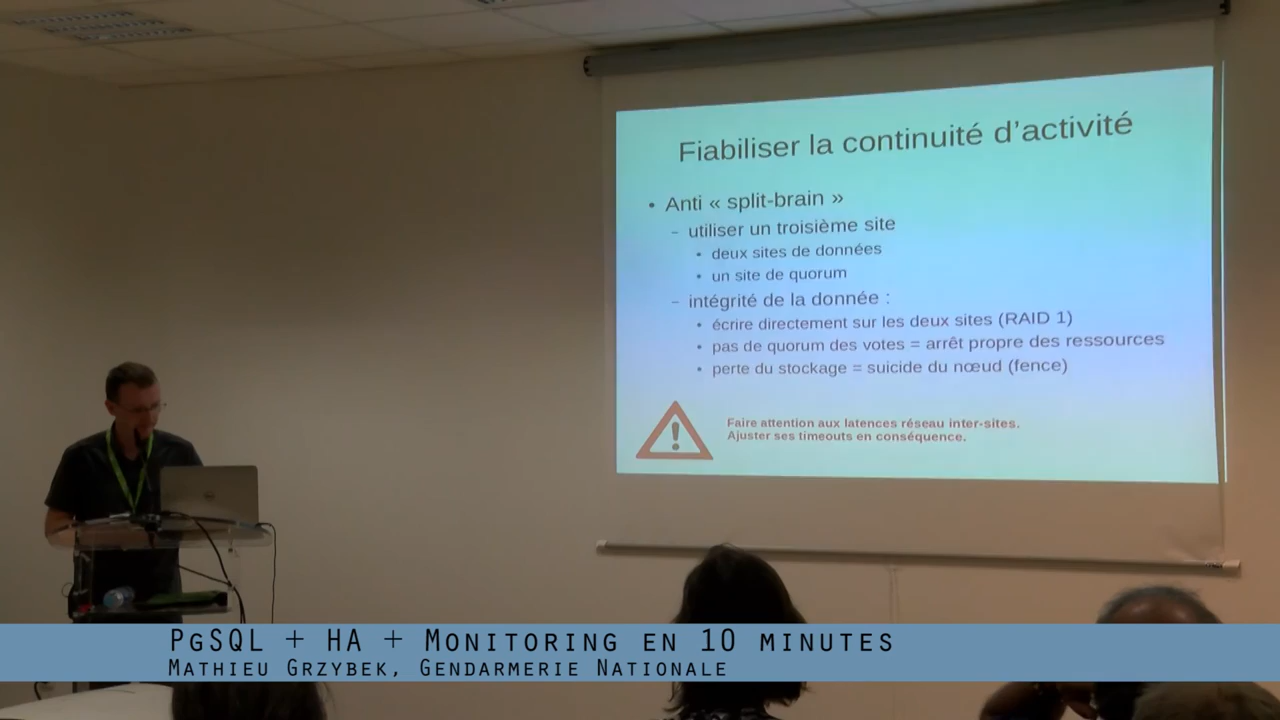 Fiabiliser la continuité d'activité
• Anti « split-brain »
– utiliser un troisième site
• deux sites de données
• un site de quorum
– intégrité de la donnée :
• écrire directement sur les deux sites (RAID 1)
• pas de quorum des votes = arrêt propre des ressources
• perte du stockage = suicide du nœud (fence)
Faire attention aux latences réseau inter-sites.
Ajuster ses timeouts en conséquence.
PgSQL + HA + Monitoring en 10 minutes
Mathieu Grzybek, Gendarmerie Nationale